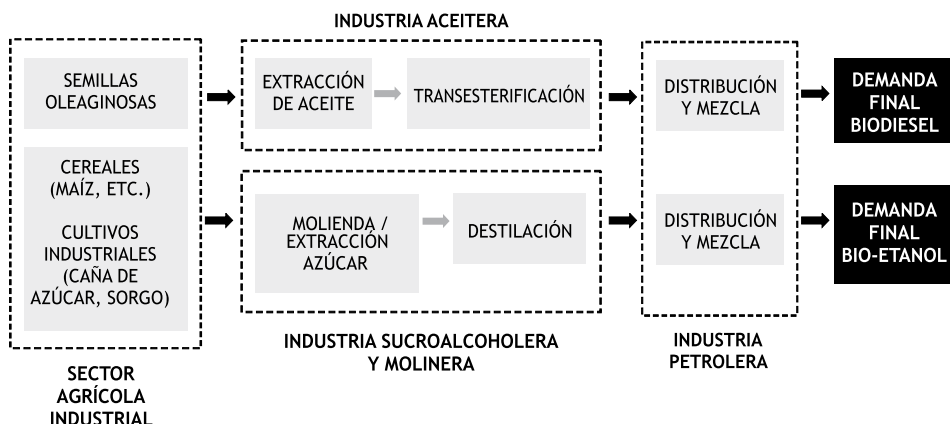 INDUSTRIA ACEITERA
SEMILLAS
OLEAGINOSAS
EXTRACCIÓN
DE ACEITE
TRANSESTERIFICACIÓN
DISTRIBUCIÓN
Y MEZCLA
DEMANDA
FINAL
BIODIESEL
CEREALES
(MAÍZ, ETC.)
CULTIVOS
INDUSTRIALES
(CAÑA DE
AZÚCAR, SORGO)
MOLIENDA /
EXTRACCIÓN
AZÚCAR
DESTILACIÓN
DISTRIBUCIÓN
Y MEZCLA
DEMANDA
FINAL
BIO-ETANOL
SECTOR
AGRÍCOLA
INDUSTRIAL
INDUSTRIA SUCROALCOHOLERA
Y MOLINERA
INDUSTRIA
PETROLERA